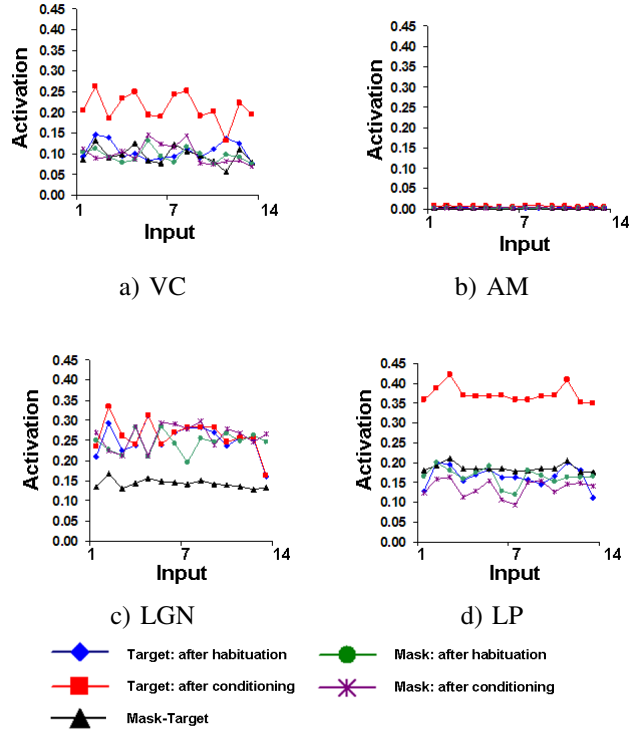 0.45
0.40
0.35
0.30
0.25
0.20
0.15
0.10
0.05
0.00
Activation
1 7 14
Input
a) VC
0.45
0.40
0.35
0.30
0.25
0.20
0.15
0.10
0.05
0.00
Activation
1 7 14
Input
b) AM
0.45
0.40
0.35
0.30
0.25
0.20
0.15
0.10
0.05
0.00
Activation
1 7 14
Input
c) LGN
0.45
0.40
0.35
0.30
0.25
0.20
0.15
0.10
0.05
0.00
Activation
1 7 14
Input
d) LP
Target: after habituation
Mask: after habituation
Target: after conditioning
Mask: after conditioning
Mask-Target